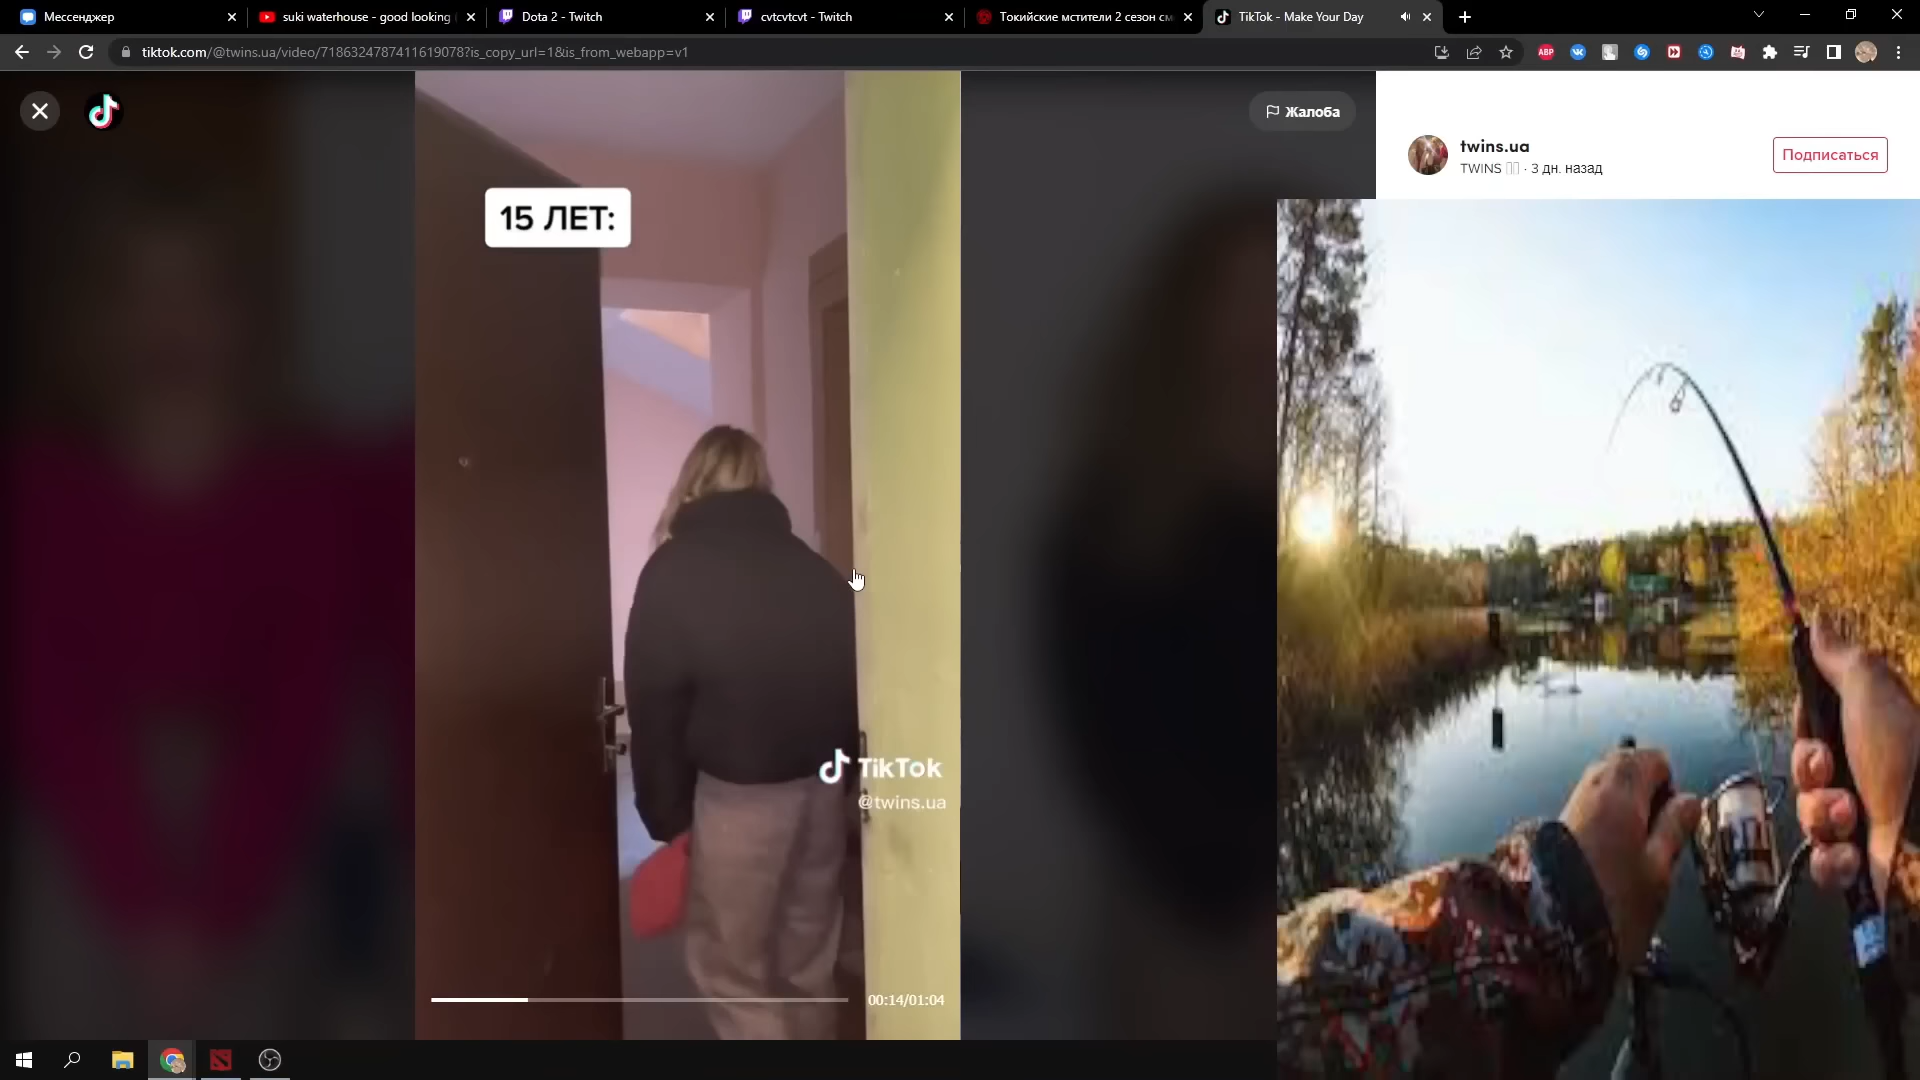 Мессенджер
suki waterhouse - good looking (
Dota 2 - Twitch
cvtcvtcvt - Twitch
Токийские мстители 2 сезон см
TikTok - Make Your Day
tiktok.com/@twins.ua/video/7186324787411619078?is_copy_url=1&is_from_webapp=v1
ABP
Жалоба
twins.ua
TWINS · 3 дн. назад
Подписаться
15 ЛЕТ:
TikTok
@twins.ua
00:14/01:04